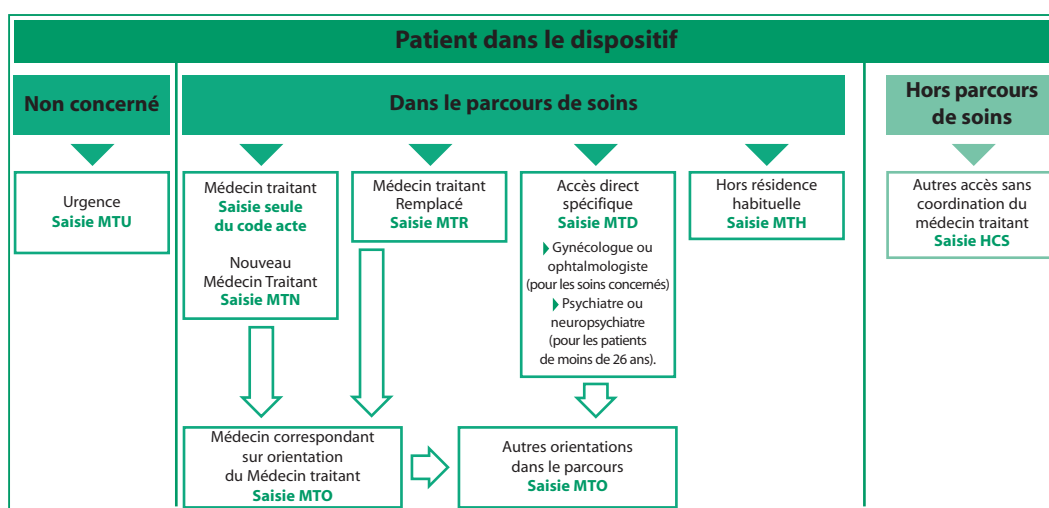 Patient dans le dispositif
Non concerné
Dans le parcours de soins
Hors parcours
de soins
Urgence
Saisie MTU
Médecin traitant
Saisie seule
du code acte
Nouveau
Médecin Traitant
Saisie MTN
Médecin traitant
Remplacé
Saisie MTR
Accès direct
spécifique
Saisie MTD
Gynécologue ou
ophtalmologiste
(pour les soins concernés)
Psychiatre ou
neuropsychiatre
(pour les patients
de moins de 26 ans).
Hors résidence
habituelle
Saisie MTH
Autres accès sans
coordination du
médecin traitant
Saisie HCS
Médecin correspondant
sur orientation
du Médecin traitant
Saisie MTO
Autres orientations
dans le parcours
Saisie MTO